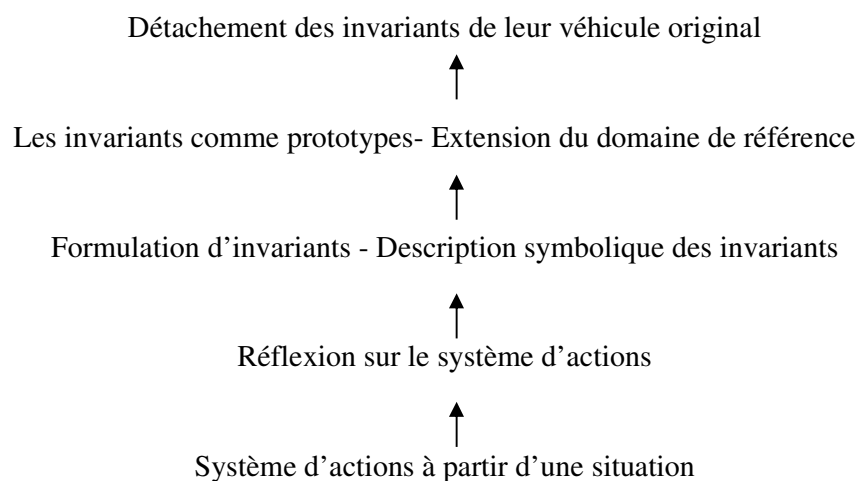 Détachement des invariants de leur véhicule original
Les invariants comme prototypes- Extension du domaine de référence
Formulation d'invariants - Description symbolique des invariants
Réflexion sur le système d'actions
Système d'actions à partir d'une situation